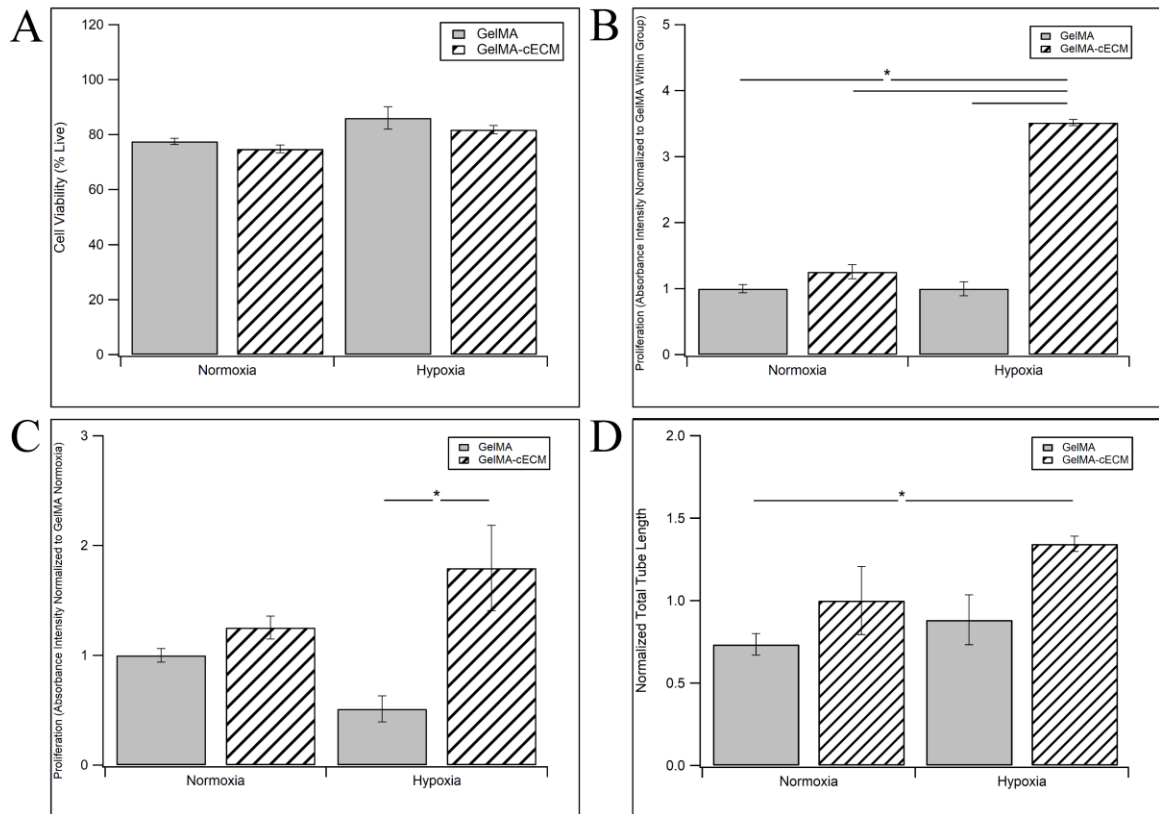 A
Cell Viability (% Live)
120
100
80
60
40
20
0
GelMA
GelMA-cECM
Normoxia
Hypoxia
B
Proliferation (Absorbance Intensity Normalized to GelMA Within Group)
5
4
3
2
1
0
GelMA
GelMA-cECM
*
Normoxia
Hypoxia
C
Proliferation (Absorbance Intensity Normalized to GelMA Normoxia)
3
2
1
0
GelMA
GelMA-cECM
*
Normoxia
Hypoxia
D
Normalized Total Tube Length
2.0
1.5
1.0
0.5
0.0
GelMA
GelMA-cECM
*
Normoxia
Hypoxia